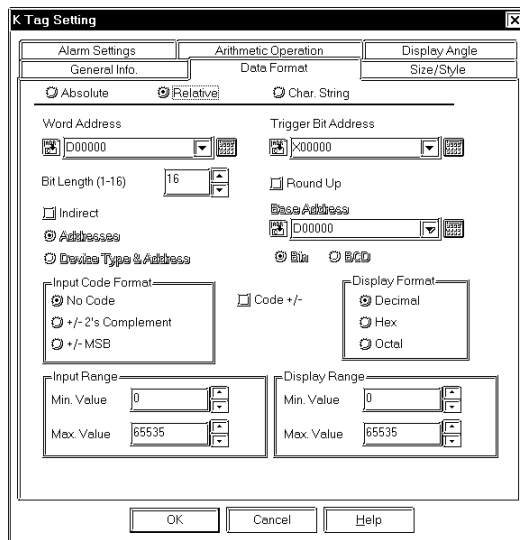 K Tag Setting
Alarm Settings Arithmetic Operation Display Angle
General Info. Data Format Size/Style
Absolute Relative Char. String
Word Address Trigger Bit Address
D00000 X00000
Bit Length (1-16) 16 Round Up
Indirect Base Address
D00000
Addresses Bin BCD
Device Type & Address
Input Code Format Display Format
No Code Code +/- Decimal
+/- 2's Complement Hex
+/- MSB Octal
Input Range Display Range
Min. Value 0 Min. Value 0
Max. Value 65535 Max. Value 65535
OK Cancel Help